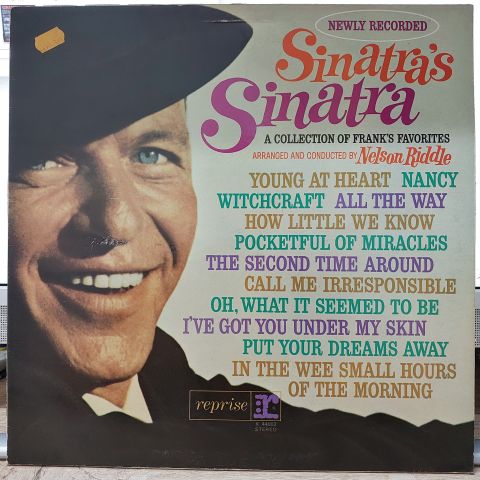 NEWLY RECORDED
Sinatra's
Sinatra
A COLLECTION OF FRANK'S FAVORITES
ARRANGED AND CONDUCTED BY Nelson Riddle
YOUNG AT HEART NANCY
WITCHCRAFT ALL THE WAY
HOW LITTLE WE KNOW
POCKETFUL OF MIRACLES
THE SECOND TIME AROUND
CALL ME IRRESPONSIBLE
OH, WHAT IT SEEMED TO BE
I'VE GOT YOU UNDER MY SKIN
PUT YOUR DREAMS AWAY
IN THE WEE SMALL HOURS
OF THE MORNING
reprise r
STEREO